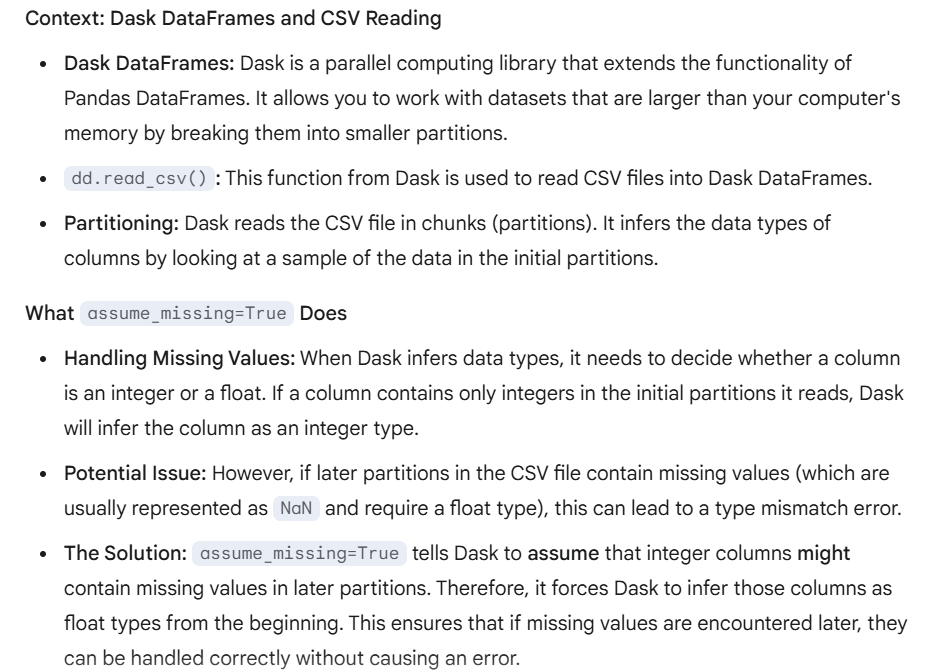 Context: Dask DataFrames and CSV Reading
• Dask DataFrames: Dask is a parallel computing library that extends the functionality of
Pandas DataFrames. It allows you to work with datasets that are larger than your computer's
memory by breaking them into smaller partitions.
• dd.read_csv() : This function from Dask is used to read CSV files into Dask DataFrames.
• Partitioning: Dask reads the CSV file in chunks (partitions). It infers the data types of
columns by looking at a sample of the data in the initial partitions.
What assume_missing=True Does
• Handling Missing Values: When Dask infers data types, it needs to decide whether a column
is an integer or a float. If a column contains only integers in the initial partitions it reads, Dask
will infer the column as an integer type.
• Potential Issue: However, if later partitions in the CSV file contain missing values (which are
usually represented as NaN and require a float type), this can lead to a type mismatch error.
• The Solution: assume_missing=True tells Dask to assume that integer columns might
contain missing values in later partitions. Therefore, it forces Dask to infer those columns as
float types from the beginning. This ensures that if missing values are encountered later, they
can be handled correctly without causing an error.